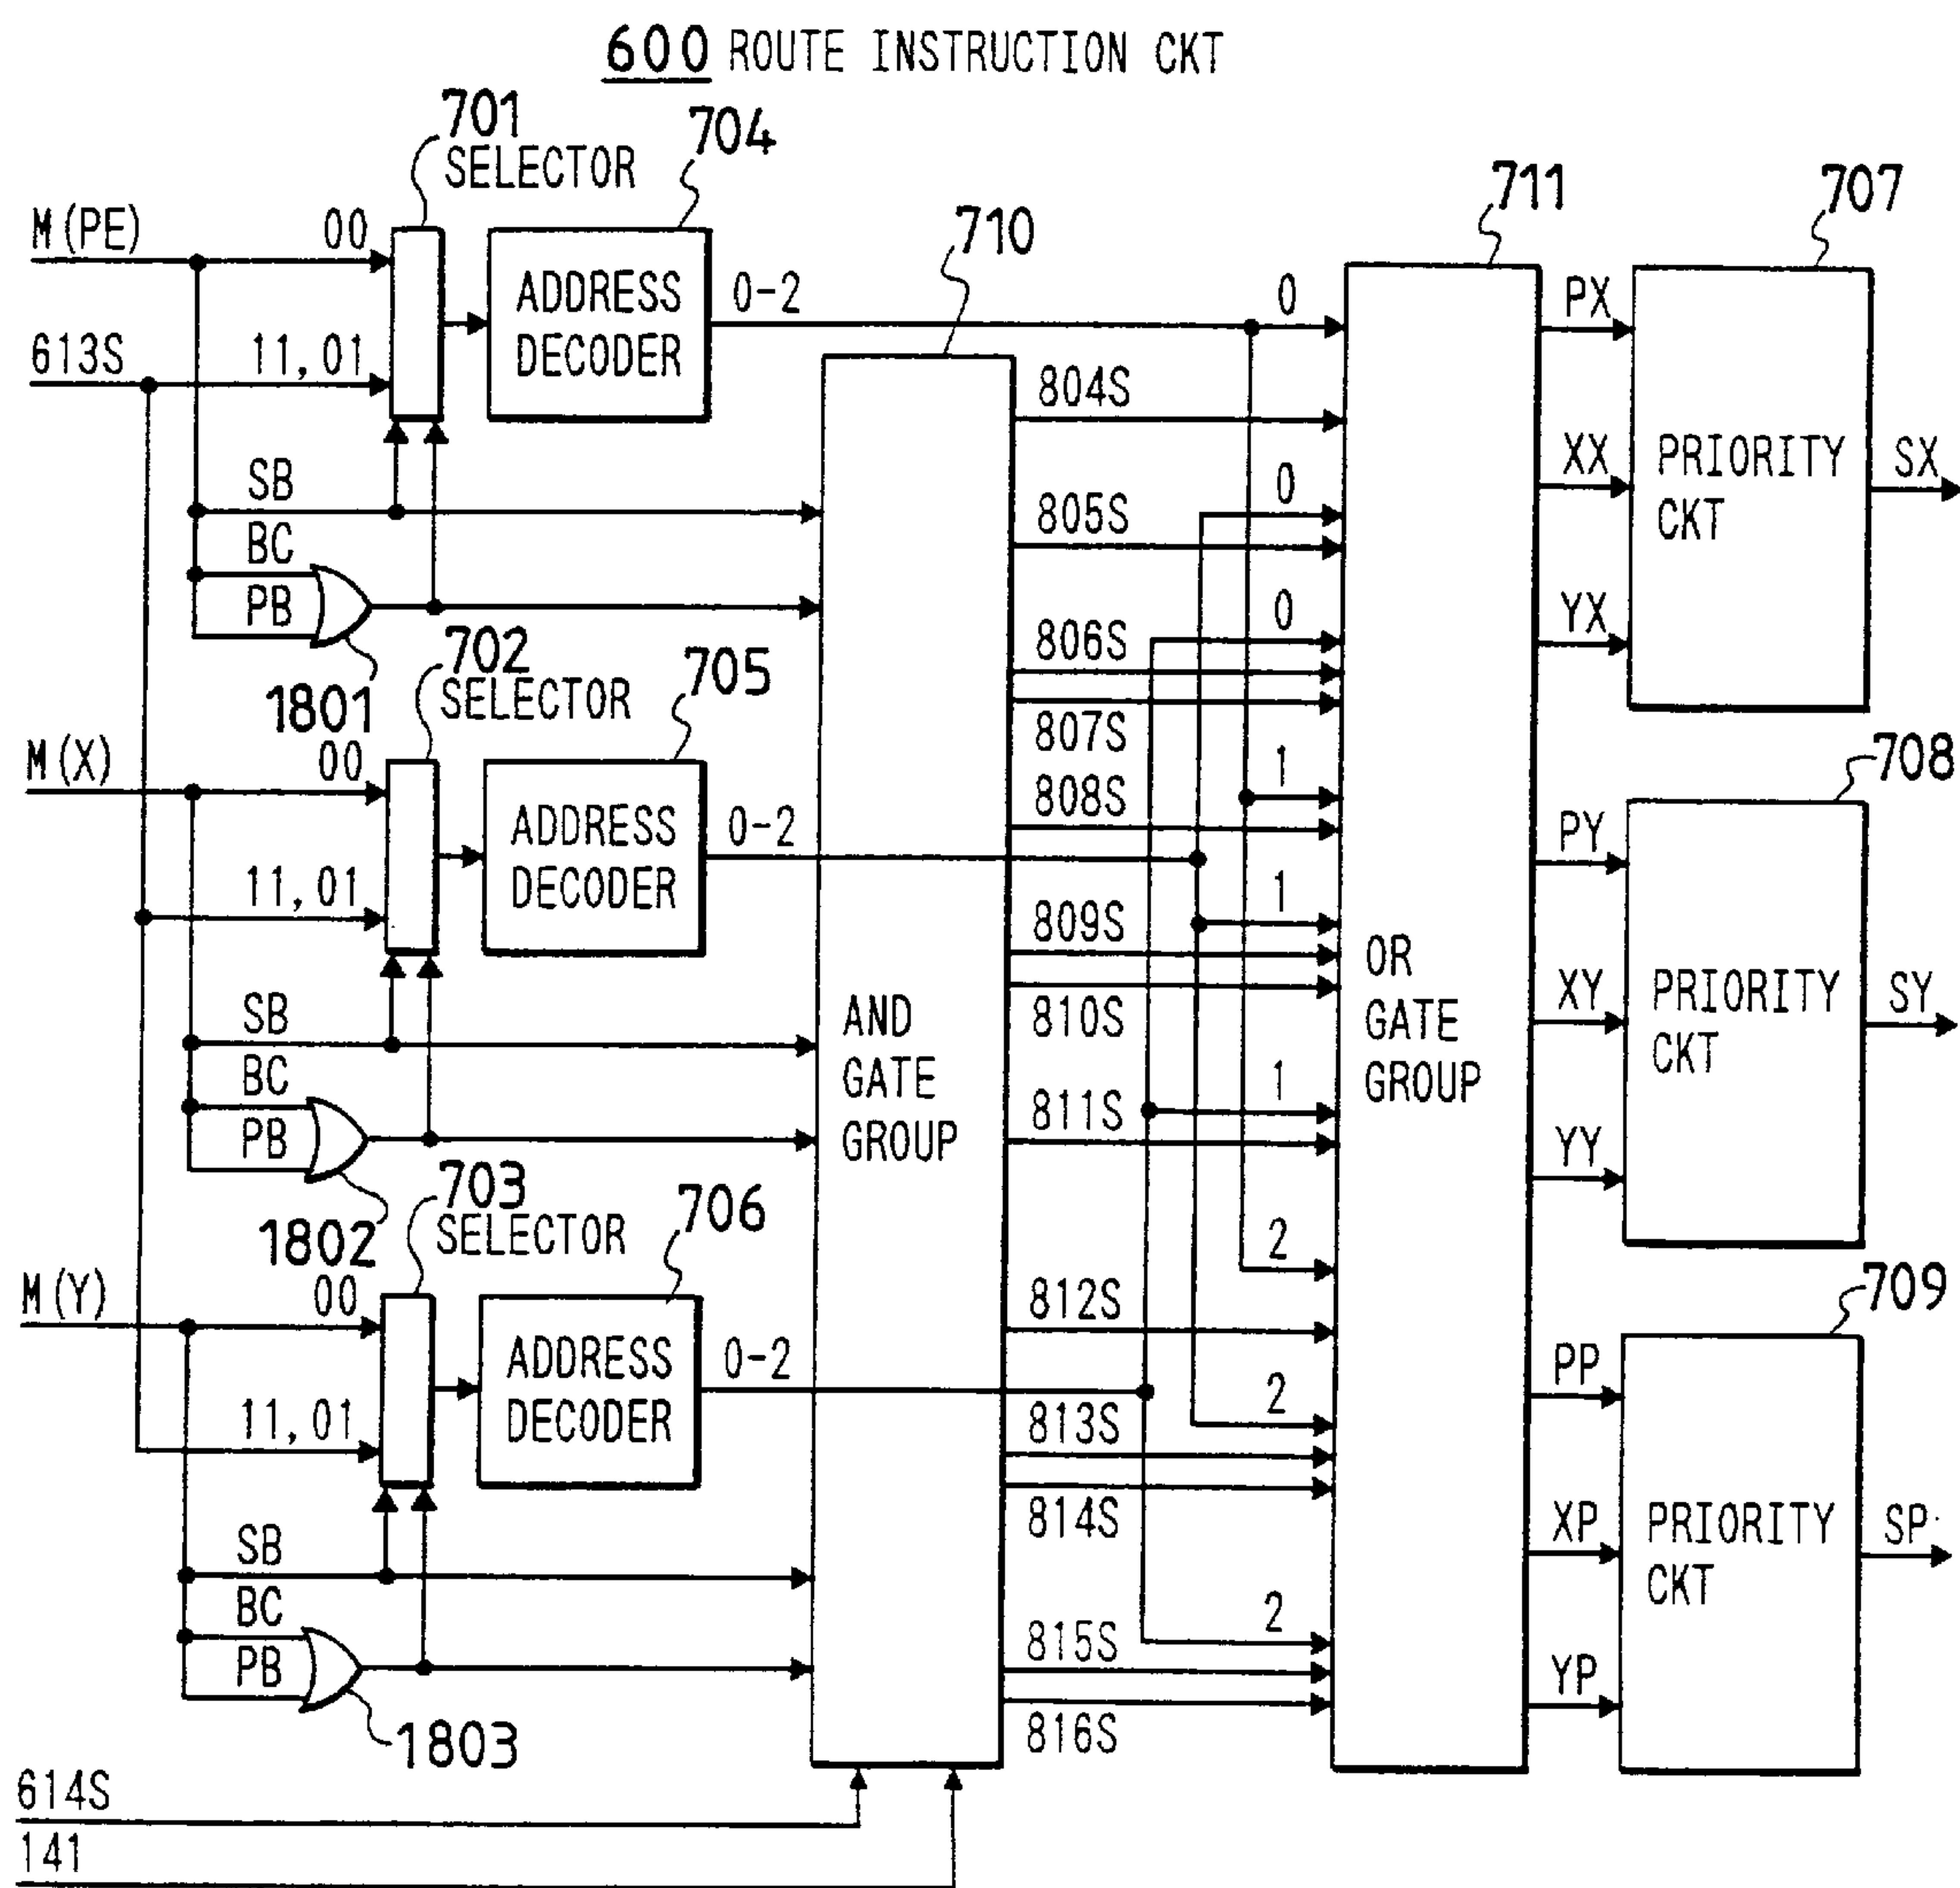 600 ROUTE INSTRUCTION CKT
701
SELECTOR
704
M(PE)
00
613S
11,01
ADDRESS
DECODER
0-2
SB
BC
PB
1801
702
SELECTOR
705
M(X)
00
11,01
ADDRESS
DECODER
0-2
SB
BC
PB
1802
703
SELECTOR
706
M(Y)
00
11,01
ADDRESS
DECODER
0-2
SB
BC
PB
1803
614S
141
710
AND
GATE
GROUP
804S
805S
806S
807S
808S
809S
810S
811S
812S
813S
814S
815S
816S
0
0
0
1
1
1
2
2
2
711
OR
GATE
GROUP
PX
XX
YX
707
PRIORITY
CKT
SX
PY
XY
YY
708
PRIORITY
CKT
SY
PP
XP
YP
709
PRIORITY
CKT
SP